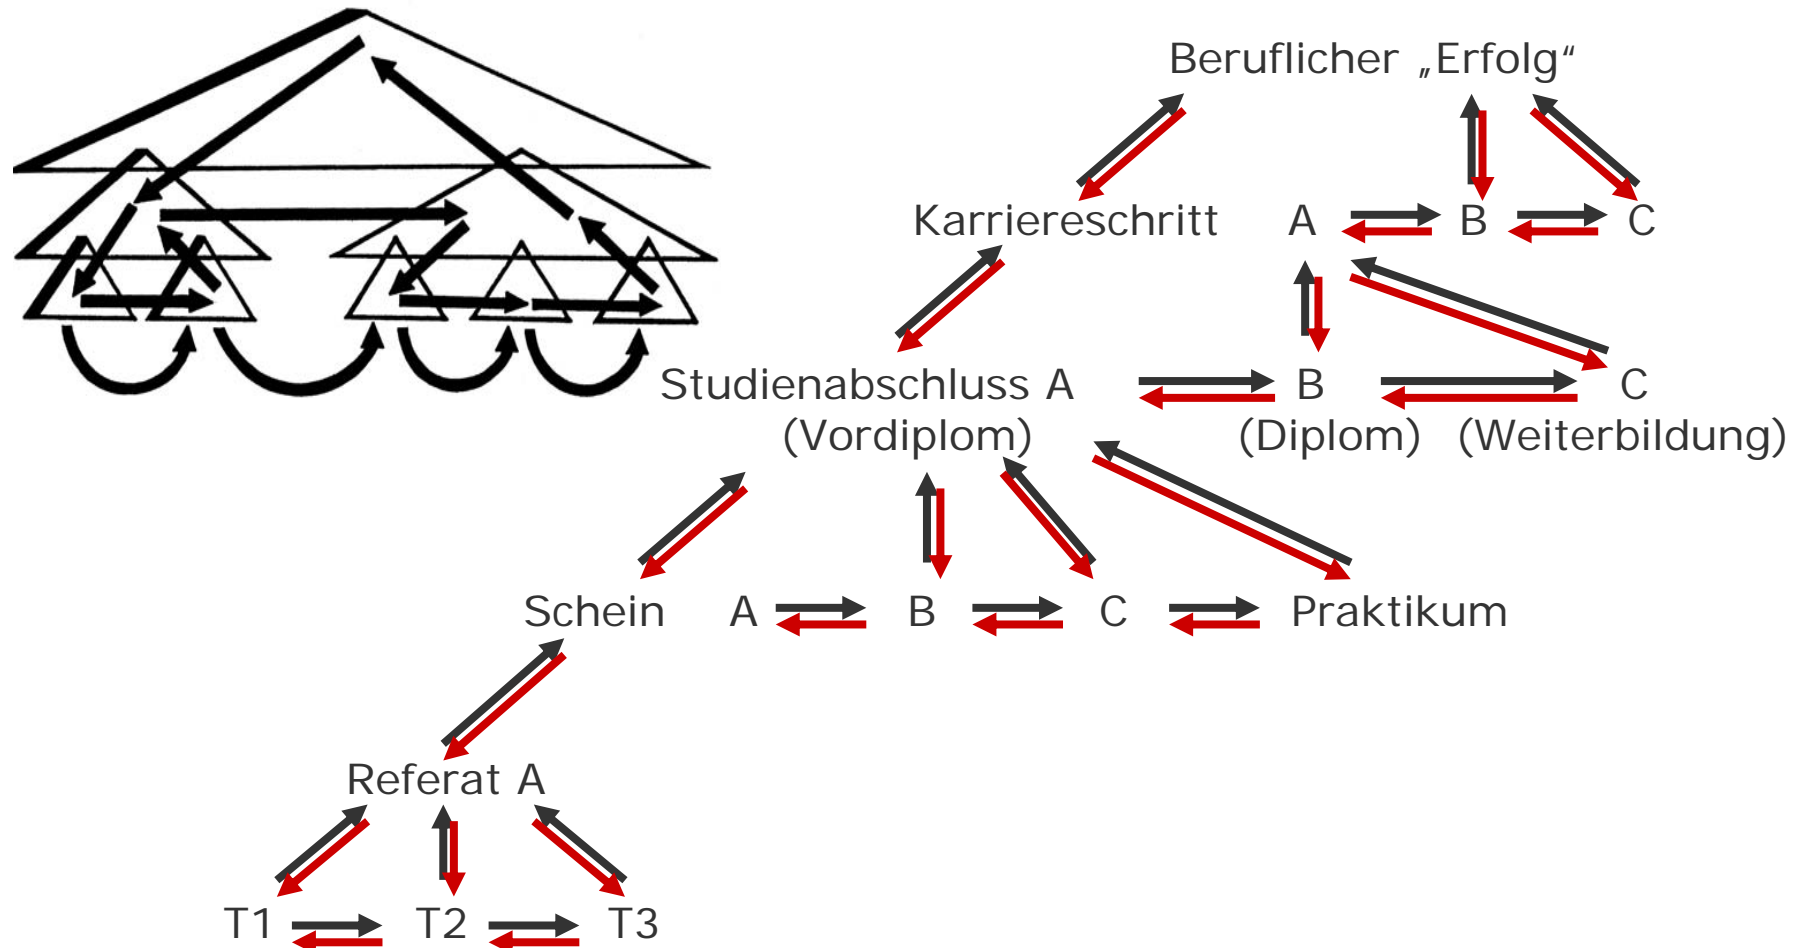 Beruflicher „Erfolg“
Karriereschritt A B C
Studienabschluss A B C
(Vordiplom) (Diplom) (Weiterbildung)
Schein A B C Praktikum
Referat A
T1 T2 T3